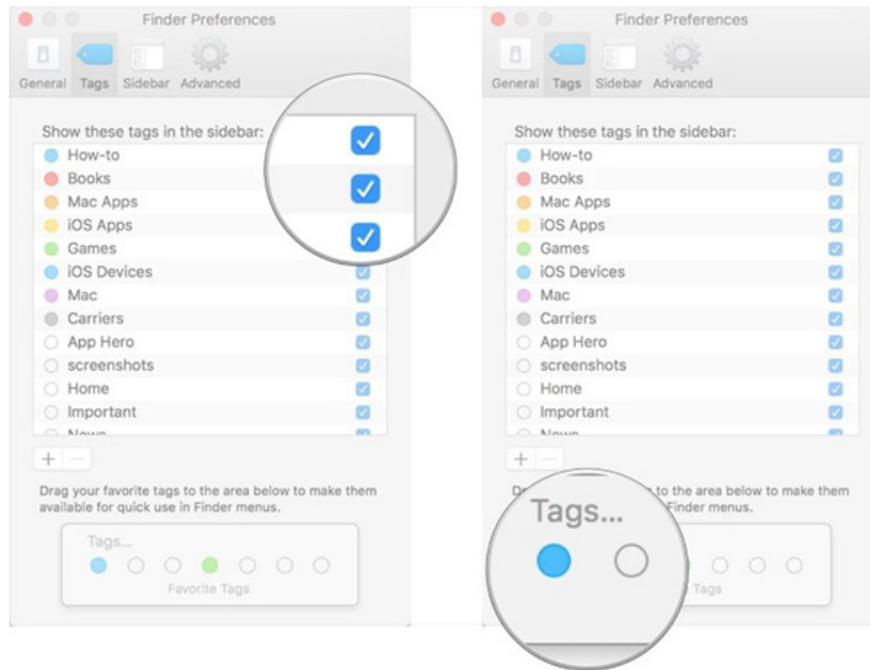 Finder Preferences
General Tags Sidebar Advanced
Show these tags in the sidebar:
How-to
Books
Mac Apps
iOS Apps
Games
iOS Devices
Mac
Carriers
App Hero
screenshots
Home
Important
News
+ −
Drag your favorite tags to the area below to make them
available for quick use in Finder menus.
Tags...
Favorite Tags
Finder Preferences
General Tags Sidebar Advanced
Show these tags in the sidebar:
How-to
Books
Mac Apps
iOS Apps
Games
iOS Devices
Mac
Carriers
App Hero
screenshots
Home
Important
News
+ −
to the area below to make them
Finder menus.
Tags...
Tags